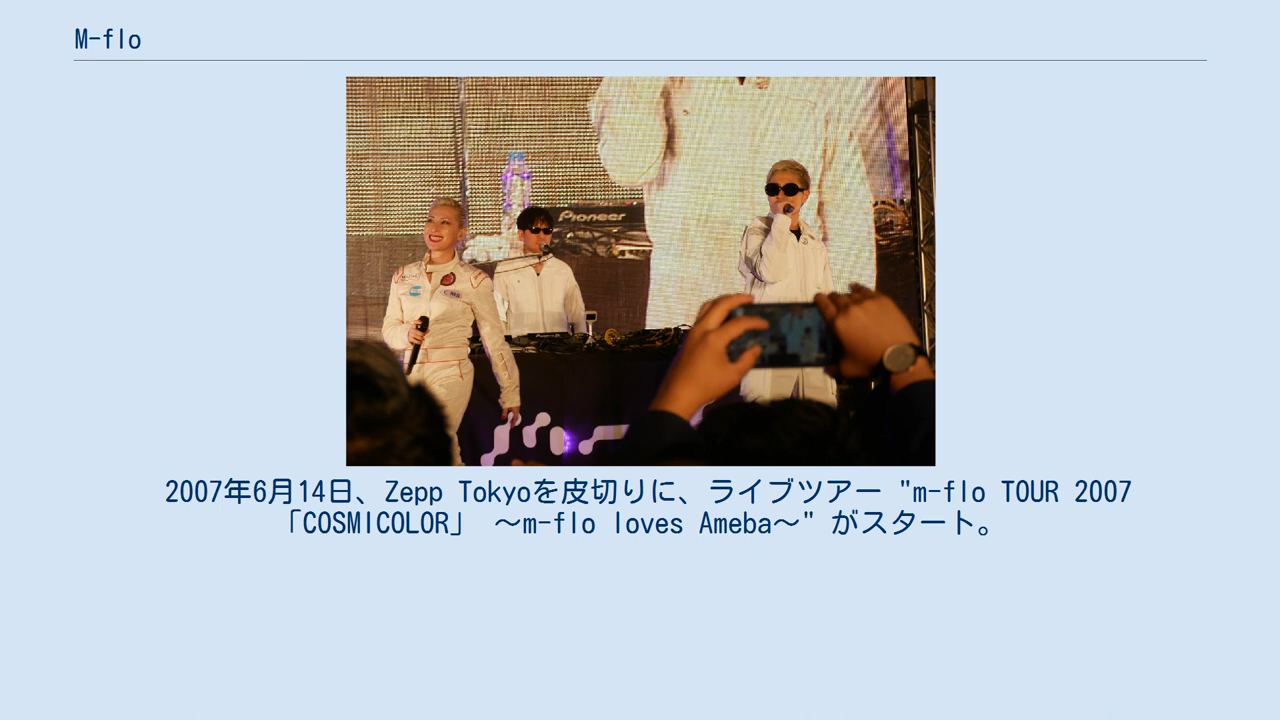 M-flo
Pioneer
2007年6月14日、Zepp Tokyoを皮切りに、ライブツアー "m-flo TOUR 2007
「COSMICOLOR」 〜m-flo loves Ameba〜" がスタート。